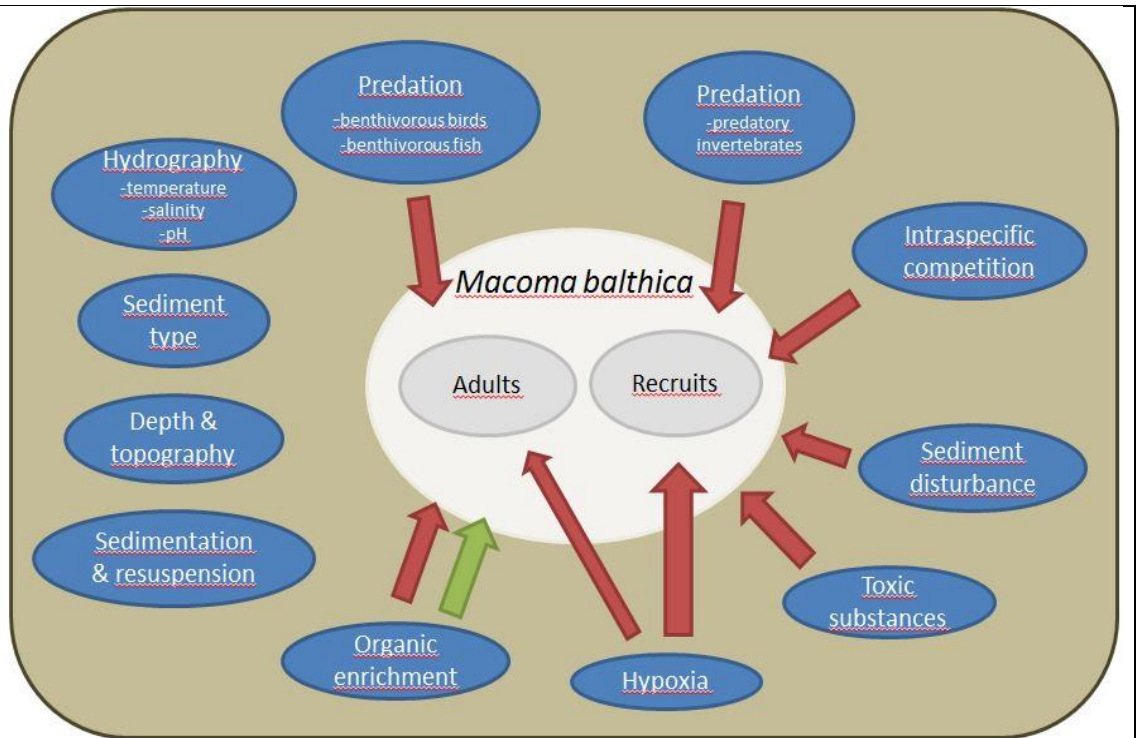 Predation
-benthivorous birds
-benthivorous fish
Predation
-predatory
invertebrates
Hydrography
-temperature
-salinity
-pH
Intraspecific
competition
Macoma balthica
Sediment
type
Adults
Recruits
Depth &
topography
Sediment
disturbance
Sedimentation
& resuspension
Toxic
substances
Organic
enrichment
Hypoxia